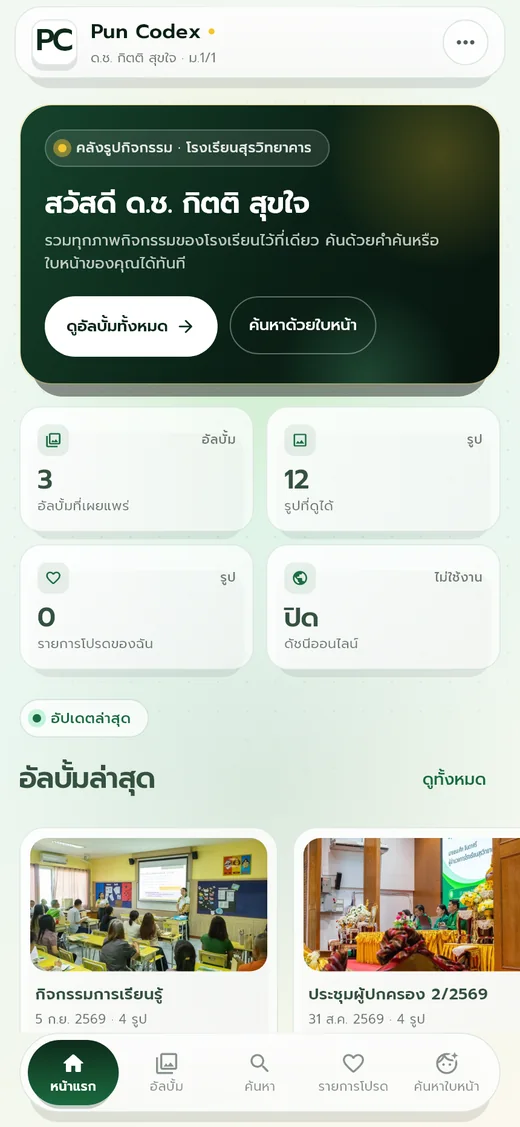 PC
Pun Codex
ด.ช. กิตติ สุขใจ · ม.1/1
คลังรูปกิจกรรม · โรงเรียนสุรวิทยาคาร
สวัสดี ด.ช. กิตติ สุขใจ
รวมทุกภาพกิจกรรมของโรงเรียนไว้ที่เดียว ค้นด้วยคำค้นหรือ
ใบหน้าของคุณได้ทันที
ดูอัลบั้มทั้งหมด →
ค้นหาด้วยใบหน้า
อัลบั้ม
3
อัลบั้มที่เผยแพร่
รูป
12
รูปที่ดูได้
รูป
0
รายการโปรดของฉัน
ไม่ใช้งาน
ปิด
ดัชนีออนไลน์
อัปเดตล่าสุด
อัลบั้มล่าสุด
ดูทั้งหมด
กิจกรรมการเรียนรู้
5 ก.ย. 2569 · 4 รูป
ประชุมผู้ปกครอง 2/2569
31 ส.ค. 2569 · 4 รูป
หน้าแรก
อัลบั้ม
ค้นหา
รายการโปรด
ค้นหาใบหน้า